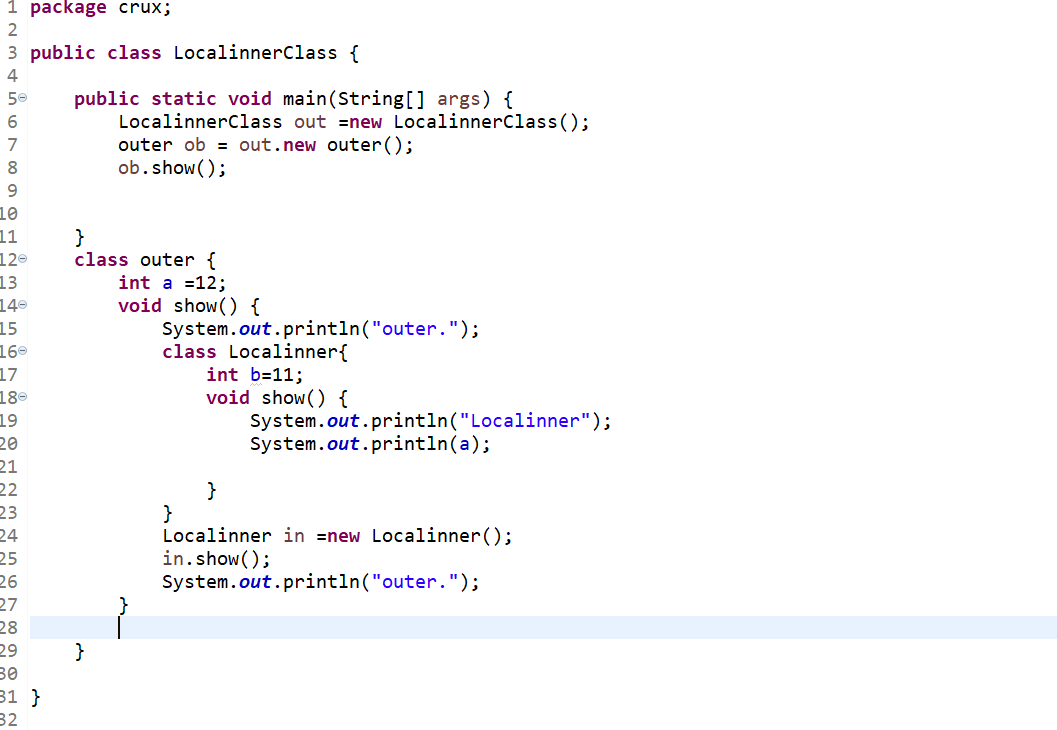 1 package crux;
2
3 public class LocalinnerClass {
4
5 public static void main(String[] args) {
6 LocalinnerClass out =new LocalinnerClass();
7 outer ob = out.new outer();
8 ob.show();
9
10
11 }
12 class outer {
13 int a =12;
14 void show() {
15 System.out.println("outer.");
16 class Localinner{
17 int b=11;
18 void show() {
19 System.out.println("Localinner");
20 System.out.println(a);
21
22 }
23 }
24 Localinner in =new Localinner();
25 in.show();
26 System.out.println("outer.");
27 }
28
29 }
30
31 }
32